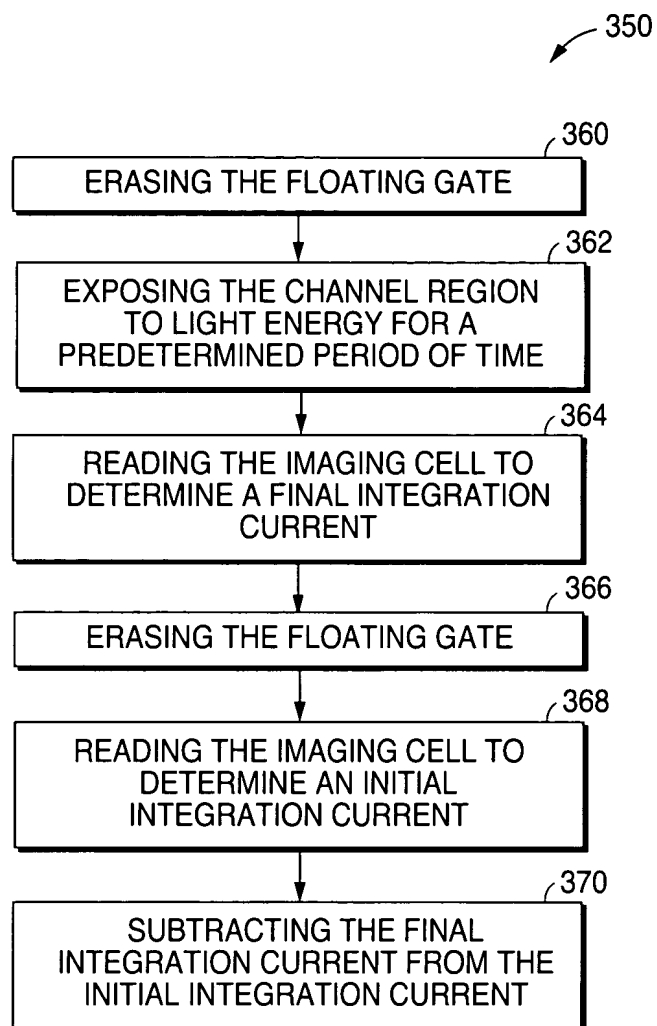 350
360
ERASING THE FLOATING GATE
362
EXPOSING THE CHANNEL REGION
TO LIGHT ENERGY FOR A
PREDETERMINED PERIOD OF TIME
364
READING THE IMAGING CELL TO
DETERMINE A FINAL INTEGRATION
CURRENT
366
ERASING THE FLOATING GATE
368
READING THE IMAGING CELL TO
DETERMINE AN INITIAL
INTEGRATION CURRENT
370
SUBTRACTING THE FINAL
INTEGRATION CURRENT FROM THE
INITIAL INTEGRATION CURRENT